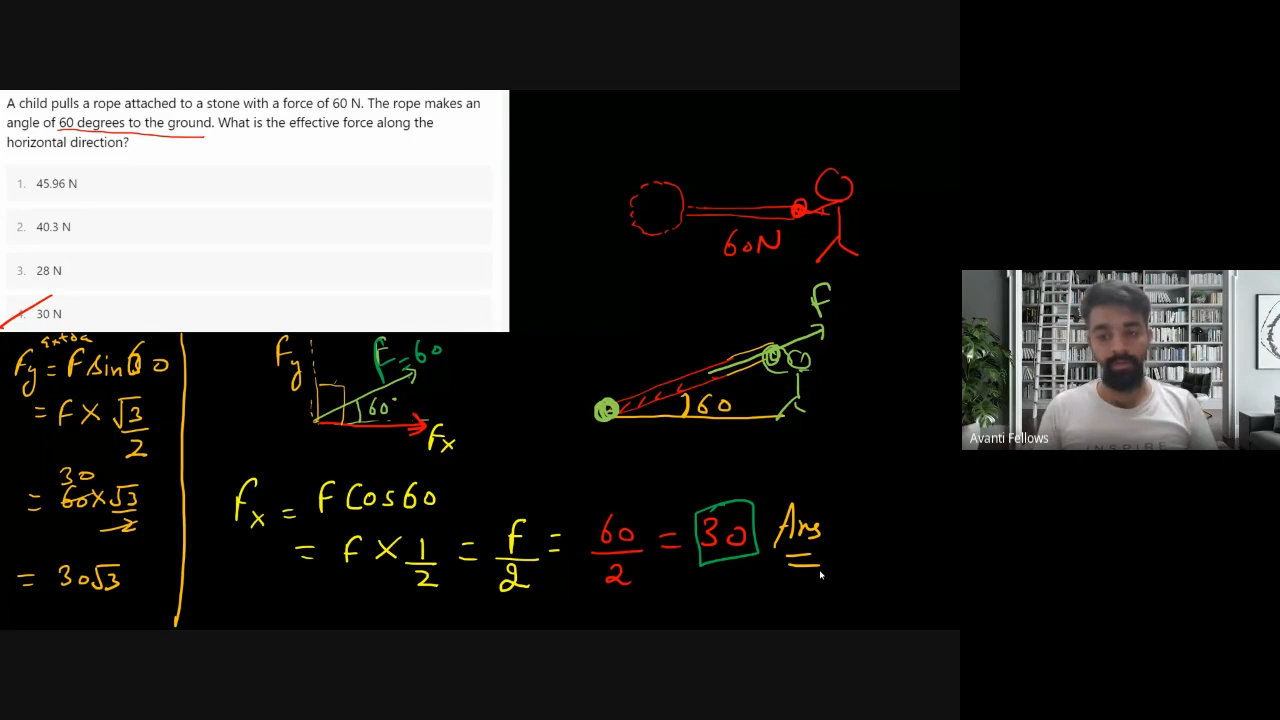 A child pulls a rope attached to a stone with a force of 60 N. The rope makes an
angle of 60 degrees to the ground. What is the effective force along the
horizontal direction?
1. 45.96 N
2. 40.3 N
3. 28 N
4. 30 N
60N
F
60
extra
Fy = F sin60
= F × √3/2
30
= 60×√3/2
= 30√3
Fy
F=60
60°
Fx
Fx = F Cos60
= F × 1/2 = F/2 = 60/2 = 30 Ans
Avanti Fellows
INSPIRE